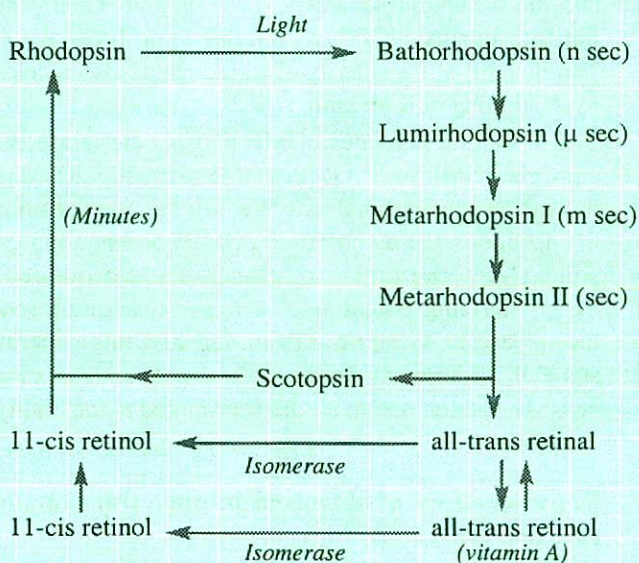 Light
Rhodopsin Bathorhodopsin (n sec)
Lumirhodopsin (μ sec)
(Minutes) Metarhodopsin I (m sec)
Metarhodopsin II (sec)
Scotopsin
11-cis retinol all-trans retinal
Isomerase
11-cis retinol all-trans retinol
Isomerase (vitamin A)